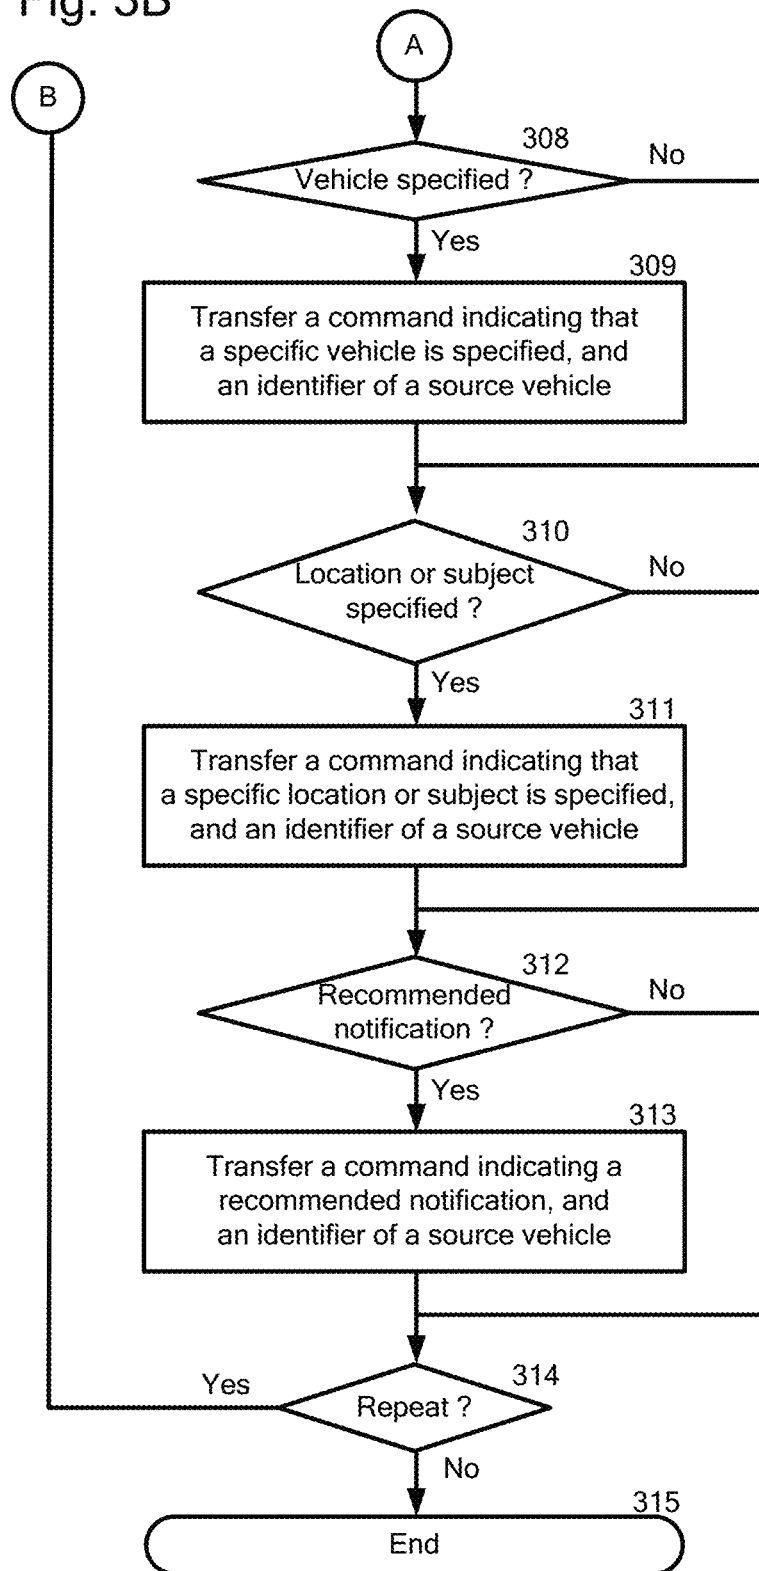 Fig. 3B
A
B
308
Vehicle specified ?
No
Yes
309
Transfer a command indicating that
a specific vehicle is specified, and
an identifier of a source vehicle
310
Location or subject
specified ?
No
Yes
311
Transfer a command indicating that
a specific location or subject is specified,
and an identifier of a source vehicle
312
Recommended
notification ?
No
Yes
313
Transfer a command indicating a
recommended notification, and
an identifier of a source vehicle
314
Repeat ?
Yes
No
315
End